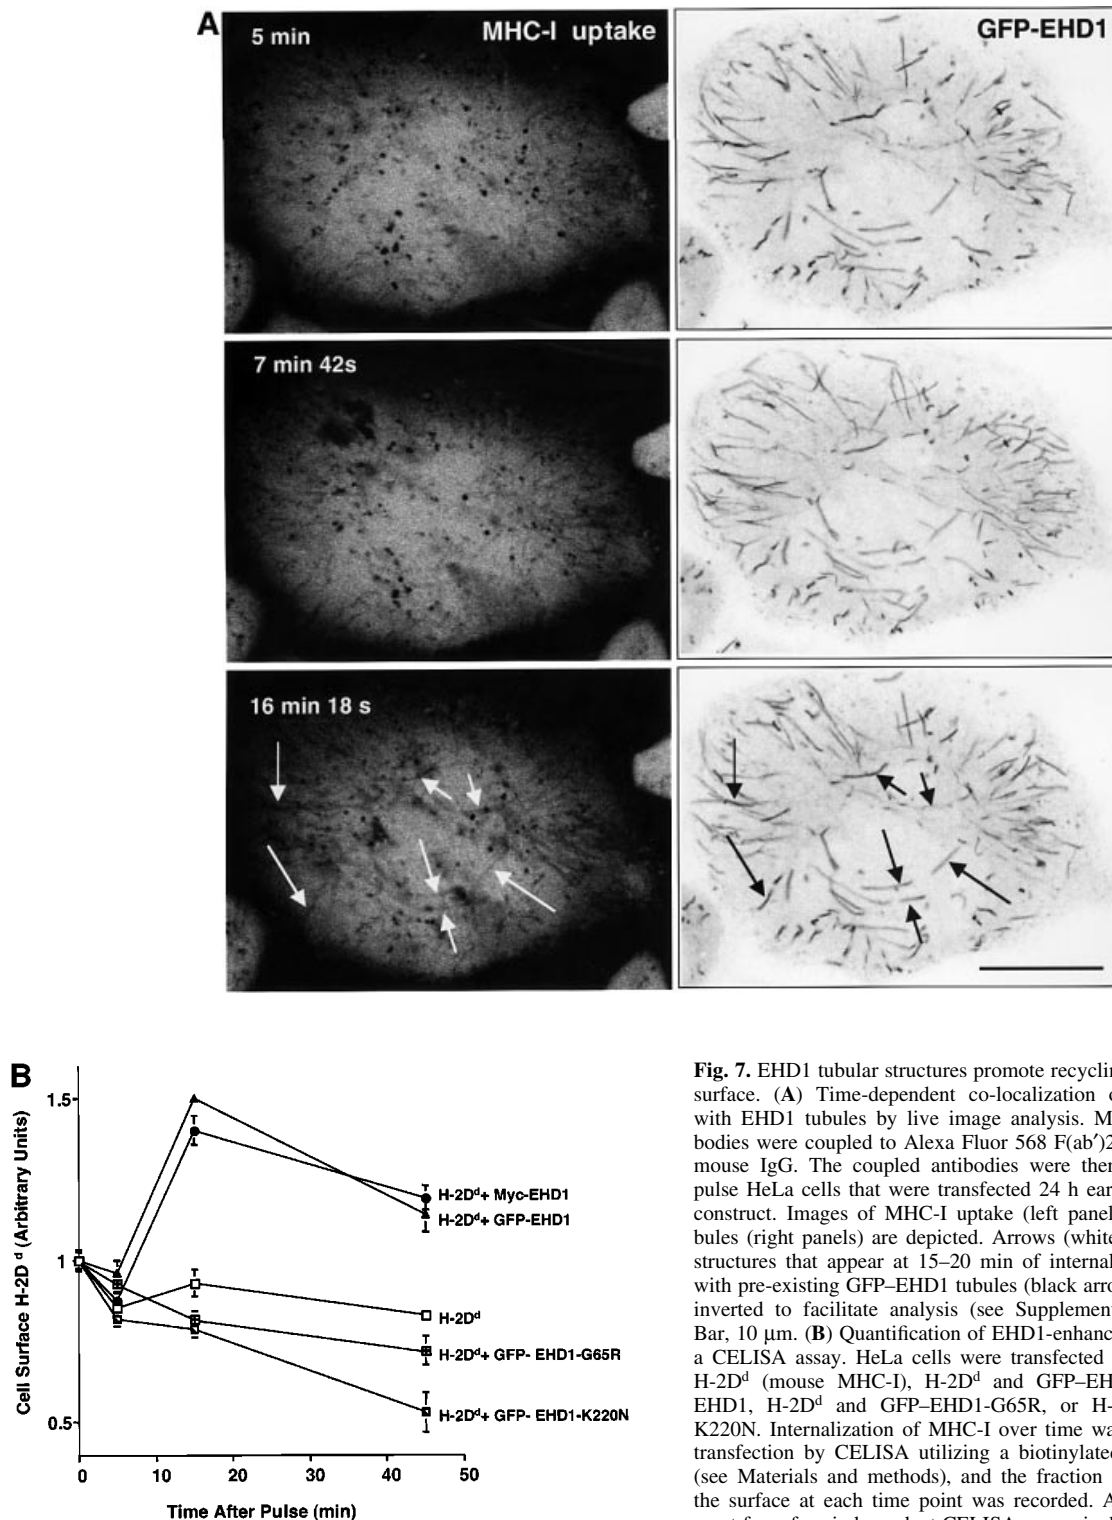 A
5 min
MHC-I uptake
GFP-EHD1
7 min 42s
16 min 18 s
B
Cell Surface H-2D d (Arbitrary Units)
1.5
1
0.5
H-2Dd+ Myc-EHD1
H-2Dd+ GFP-EHD1
H-2Dd
H-2Dd+ GFP- EHD1-G65R
H-2Dd+ GFP- EHD1-K220N
0 10 20 30 40 50
Time After Pulse (min)
Fig. 7. EHD1 tubular structures promote recyclin
surface. (A) Time-dependent co-localization o
with EHD1 tubules by live image analysis. M
bodies were coupled to Alexa Fluor 568 F(ab′)2
mouse IgG. The coupled antibodies were then
pulse HeLa cells that were transfected 24 h ear
construct. Images of MHC-I uptake (left panel
bules (right panels) are depicted. Arrows (white
structures that appear at 15–20 min of internal
with pre-existing GFP–EHD1 tubules (black arro
inverted to facilitate analysis (see Supplement
Bar, 10 μm. (B) Quantification of EHD1-enhanc
a CELISA assay. HeLa cells were transfected
H-2Dd (mouse MHC-I), H-2Dd and GFP–EH
EHD1, H-2Dd and GFP–EHD1-G65R, or H-
K220N. Internalization of MHC-I over time wa
transfection by CELISA utilizing a biotinylated
(see Materials and methods), and the fraction
the surface at each time point was recorded. A